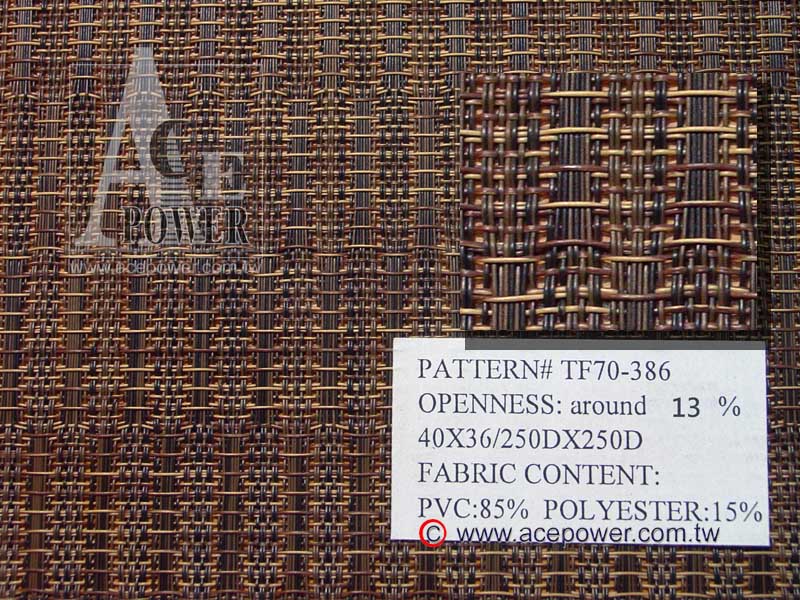 ACE
POWER
www.acepower.com.tw
PATTERN# TF70-386
OPENNESS: around 13 %
40X36/250DX250D
FABRIC CONTENT:
PVC:85% POLYESTER:15%
© www.acepower.com.tw